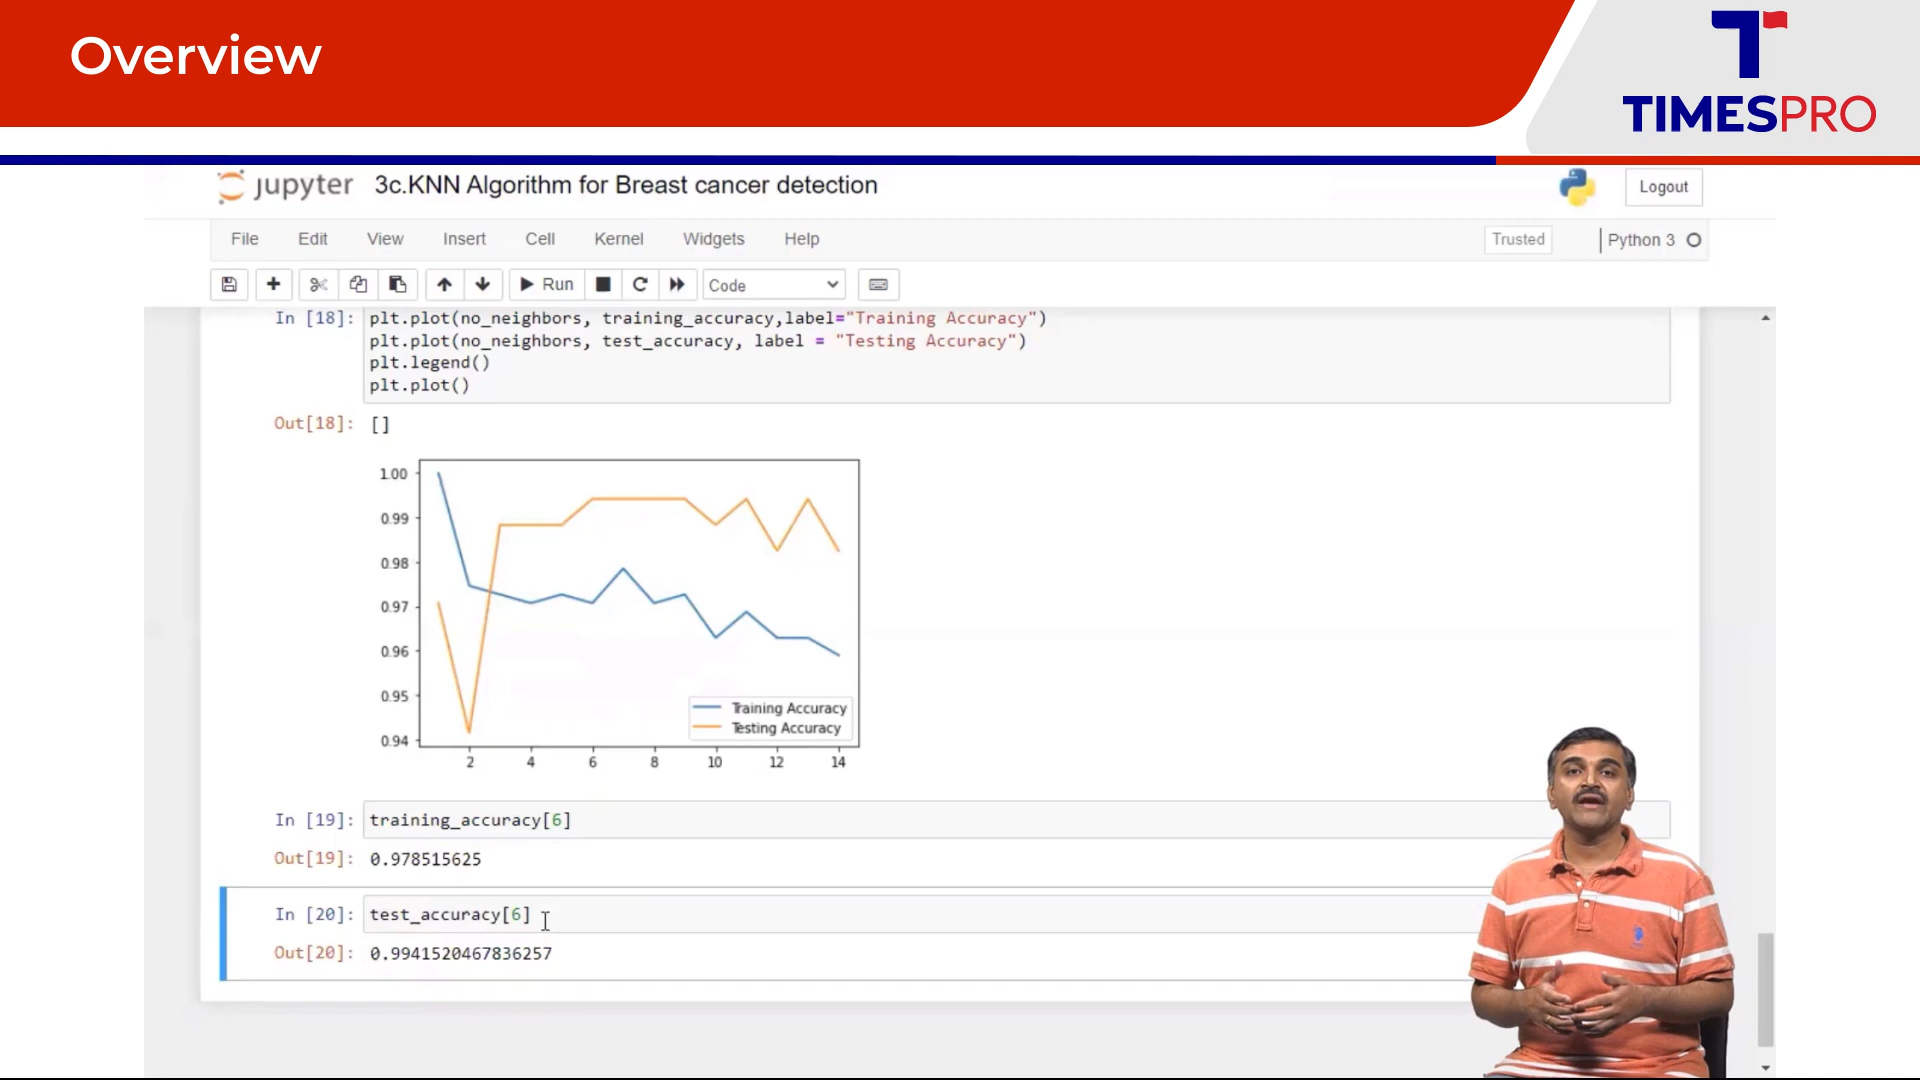 Overview
TIMESPRO
jupyter 3c.KNN Algorithm for Breast cancer detection
Logout
File Edit View Insert Cell Kernel Widgets Help
Trusted
Python 3
Run
Code
In [18]: plt.plot(no_neighbors, training_accuracy,label="Training Accuracy")
plt.plot(no_neighbors, test_accuracy, label = "Testing Accuracy")
plt.legend()
plt.plot()
Out[18]: []
1.00
0.99
0.98
0.97
0.96
0.95
0.94
Training Accuracy
Testing Accuracy
2 4 6 8 10 12 14
In [19]: training_accuracy[6]
Out[19]: 0.978515625
In [20]: test_accuracy[6]
Out[20]: 0.9941520467836257